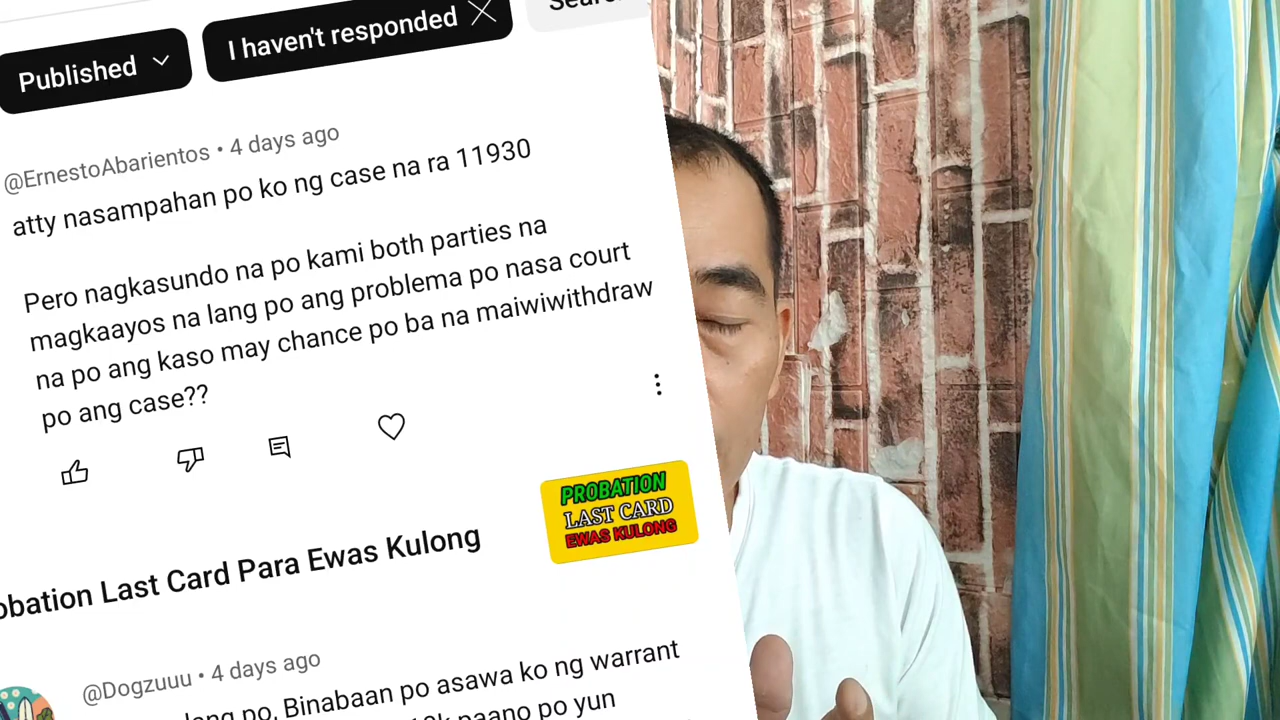 Published
I haven't responded
@ErnestoAbarientos • 4 days ago
atty nasampahan po ko ng case na ra 11930
Pero nagkasundo na po kami both parties na
magkaayos na lang po ang problema po nasa court
na po ang kaso may chance po ba na maiwiwithdraw
po ang case??
PROBATION
LAST CARD
EWAS KULONG
obation Last Card Para Ewas Kulong
@Dogzuuu • 4 days ago
po, Binabaan po asawa ko ng warrant
paano po yun